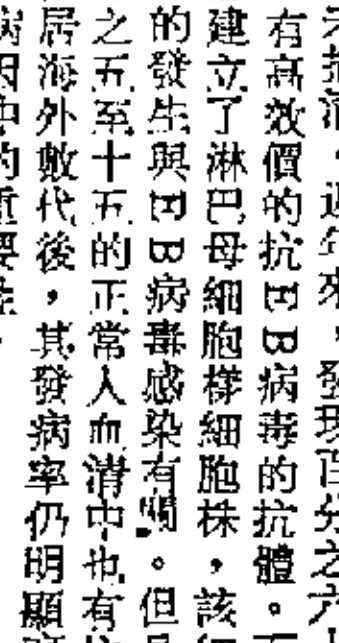 年來,發現百分之六
有高效價的抗EB病毒的抗體。
建立了淋巴母細胞樣細胞株,該細
的發生與EB病毒感染有關。但
之五至十五的正常人血清中也有
居海外數代後,其發病率仍明顯
病因中的重要性。